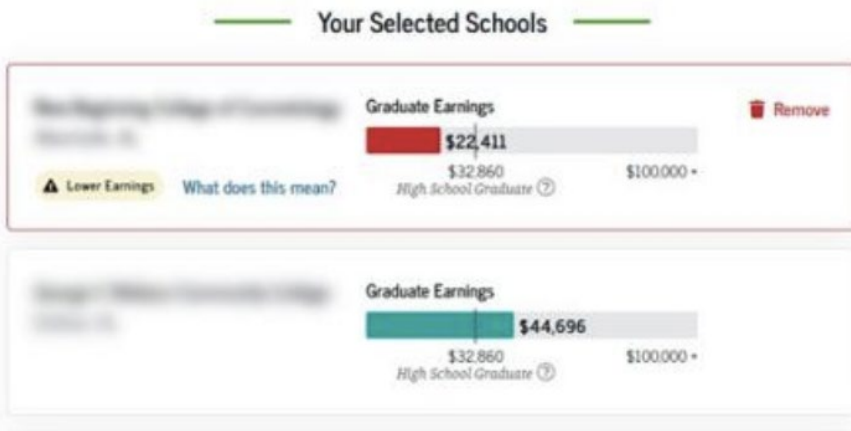 Your Selected Schools
Graduate Earnings
Remove
$22,411
$32,860
$100,000 +
High School Graduate ?
Lower Earnings
What does this mean?
Graduate Earnings
$44,696
$32,860
$100,000 +
High School Graduate ?